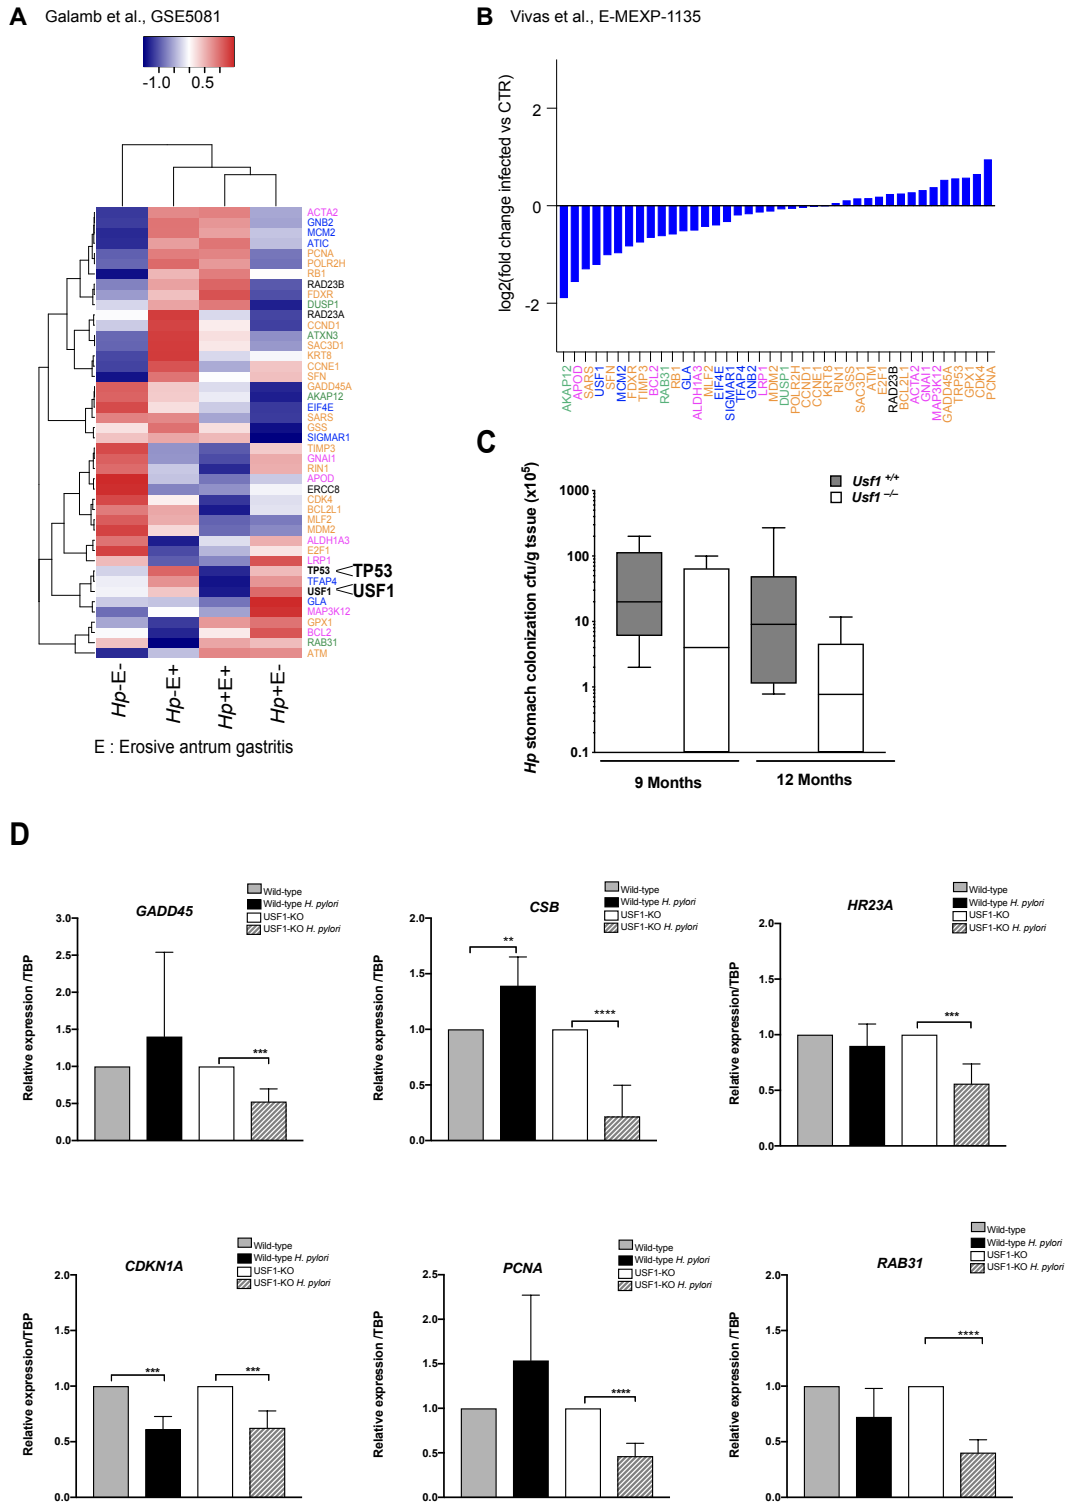 A Galamb et al., GSE5081
-1.0 0.5
ACTA2
GNB2
MCM2
ATIC
PCNA
POLR2H
RB1
RAD23B
FDXR
DUSP1
RAD23A
CCND1
ATXN3
SAC3D1
KRT8
CCNE1
SFN
GADD45A
AKAP12
EIF4E
SARS
GSS
SIGMAR1
TIMP3
GNAI1
RIN1
APOD
ERCC8
CDK4
BCL2L1
MLF2
MDM2
ALDH1A3
E2F1
LRP1
TP53 TP53
TFAP4
USF1 USF1
GLA
MAP3K12
GPX1
BCL2
RAB31
ATM
Hp-E- Hp-E+ Hp+E+ Hp+E-
E : Erosive antrum gastritis
B Vivas et al., E-MEXP-1135
log2(fold change infected vs CTR)
2
0
-2
AKAP12
APOD
SARS
USF1
SFN
MCM2
FDXR
TIMP3
BCL2
RAB31
RB1
GLA
ALDH1A3
MLF2
EIF4E
SIGMAR1
TFAP4
GNB2
LRP1
MDM2
DUSP1
POLR2H
CCND1
CCNE1
KRT8
RIN1
GSS
SAC3D1
ATM
E2F1
RAD23B
BCL2L1
ACTA2
GNAI1
MAP3K12
GADD45A
TRP53
GPX1
CDK4
PCNA
C
Usf1 +/+
Usf1 –/–
Hp stomach colonization cfu/g tssue (x10⁵)
1000
100
10
1
0.1
9 Months 12 Months
D
GADD45
Wild-type
Wild-type H. pylori
USF1-KO
USF1-KO H. pylori
Relative expression /TBP
3.0
2.5
2.0
1.5
1.0
0.5
0.0
***
CSB
Wild-type
Wild-type H. pylori
USF1-KO
USF1-KO H. pylori
Relative expression /TBP
2.0
1.5
1.0
0.5
0.0
**
****
HR23A
Wild-type
Wild-type H. pylori
USF1-KO
USF1-KO H. pylori
Relative expression/TBP
2.0
1.5
1.0
0.5
0.0
***
CDKN1A
Wild-type
Wild-type H. pylori
USF1-KO
USF1-KO H. pylori
Relative expression/TBP
2.0
1.5
1.0
0.5
0.0
***
***
PCNA
Wild-type
Wild-type H. pylori
USF1-KO
USF1-KO H. pylori
Relative expression /TBP
2.5
2.0
1.5
1.0
0.5
0.0
****
RAB31
Wild-type
Wild-type H. pylori
USF1-KO
USF1-KO H. pylori
Relative expression /TBP
2.0
1.5
1.0
0.5
0.0
****